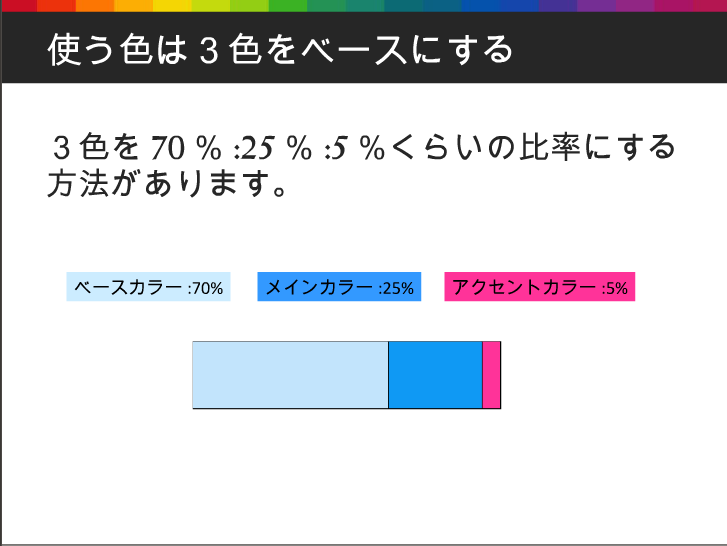 使う色は３色をベースにする
３色を 70 % :25 % :5 %くらいの比率にする
方法があります。
ベースカラー :70%
メインカラー :25%
アクセントカラー :5%